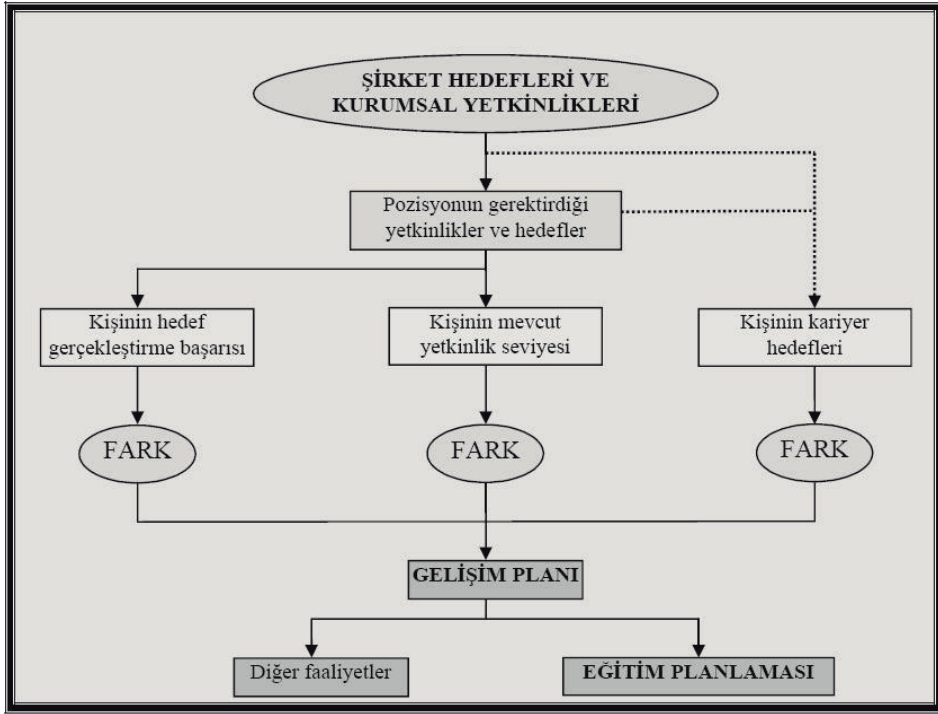 ŞİRKET HEDEFLERİ VE
KURUMSAL YETKİNLİKLERİ
Pozisyonun gerektirdiği
yetkinlikler ve hedefler
Kişinin hedef
gerçekleştirme başarısı
Kişinin mevcut
yetkinlik seviyesi
Kişinin kariyer
hedefleri
FARK
FARK
FARK
GELİŞİM PLANI
Diğer faaliyetler
EĞİTİM PLANLAMASI